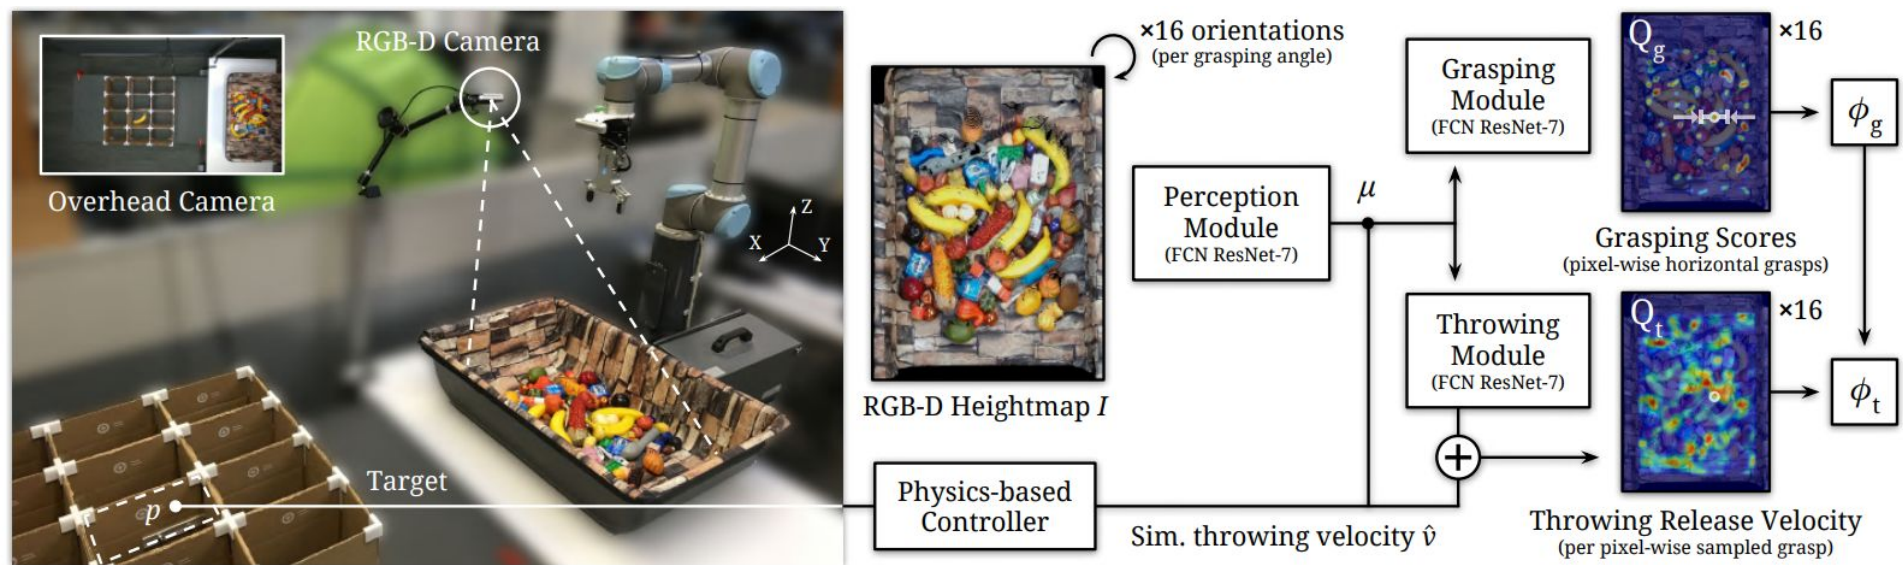 RGB-D Camera
Overhead Camera
Z
X
Y
Target
p
×16 orientations
(per grasping angle)
RGB-D Heightmap I
Perception
Module
(FCN ResNet-7)
μ
Grasping
Module
(FCN ResNet-7)
Throwing
Module
(FCN ResNet-7)
+
Physics-based
Controller
Sim. throwing velocity v̂
Qg
×16
Grasping Scores
(pixel-wise horizontal grasps)
Qt
×16
Throwing Release Velocity
(per pixel-wise sampled grasp)
ϕg
ϕt